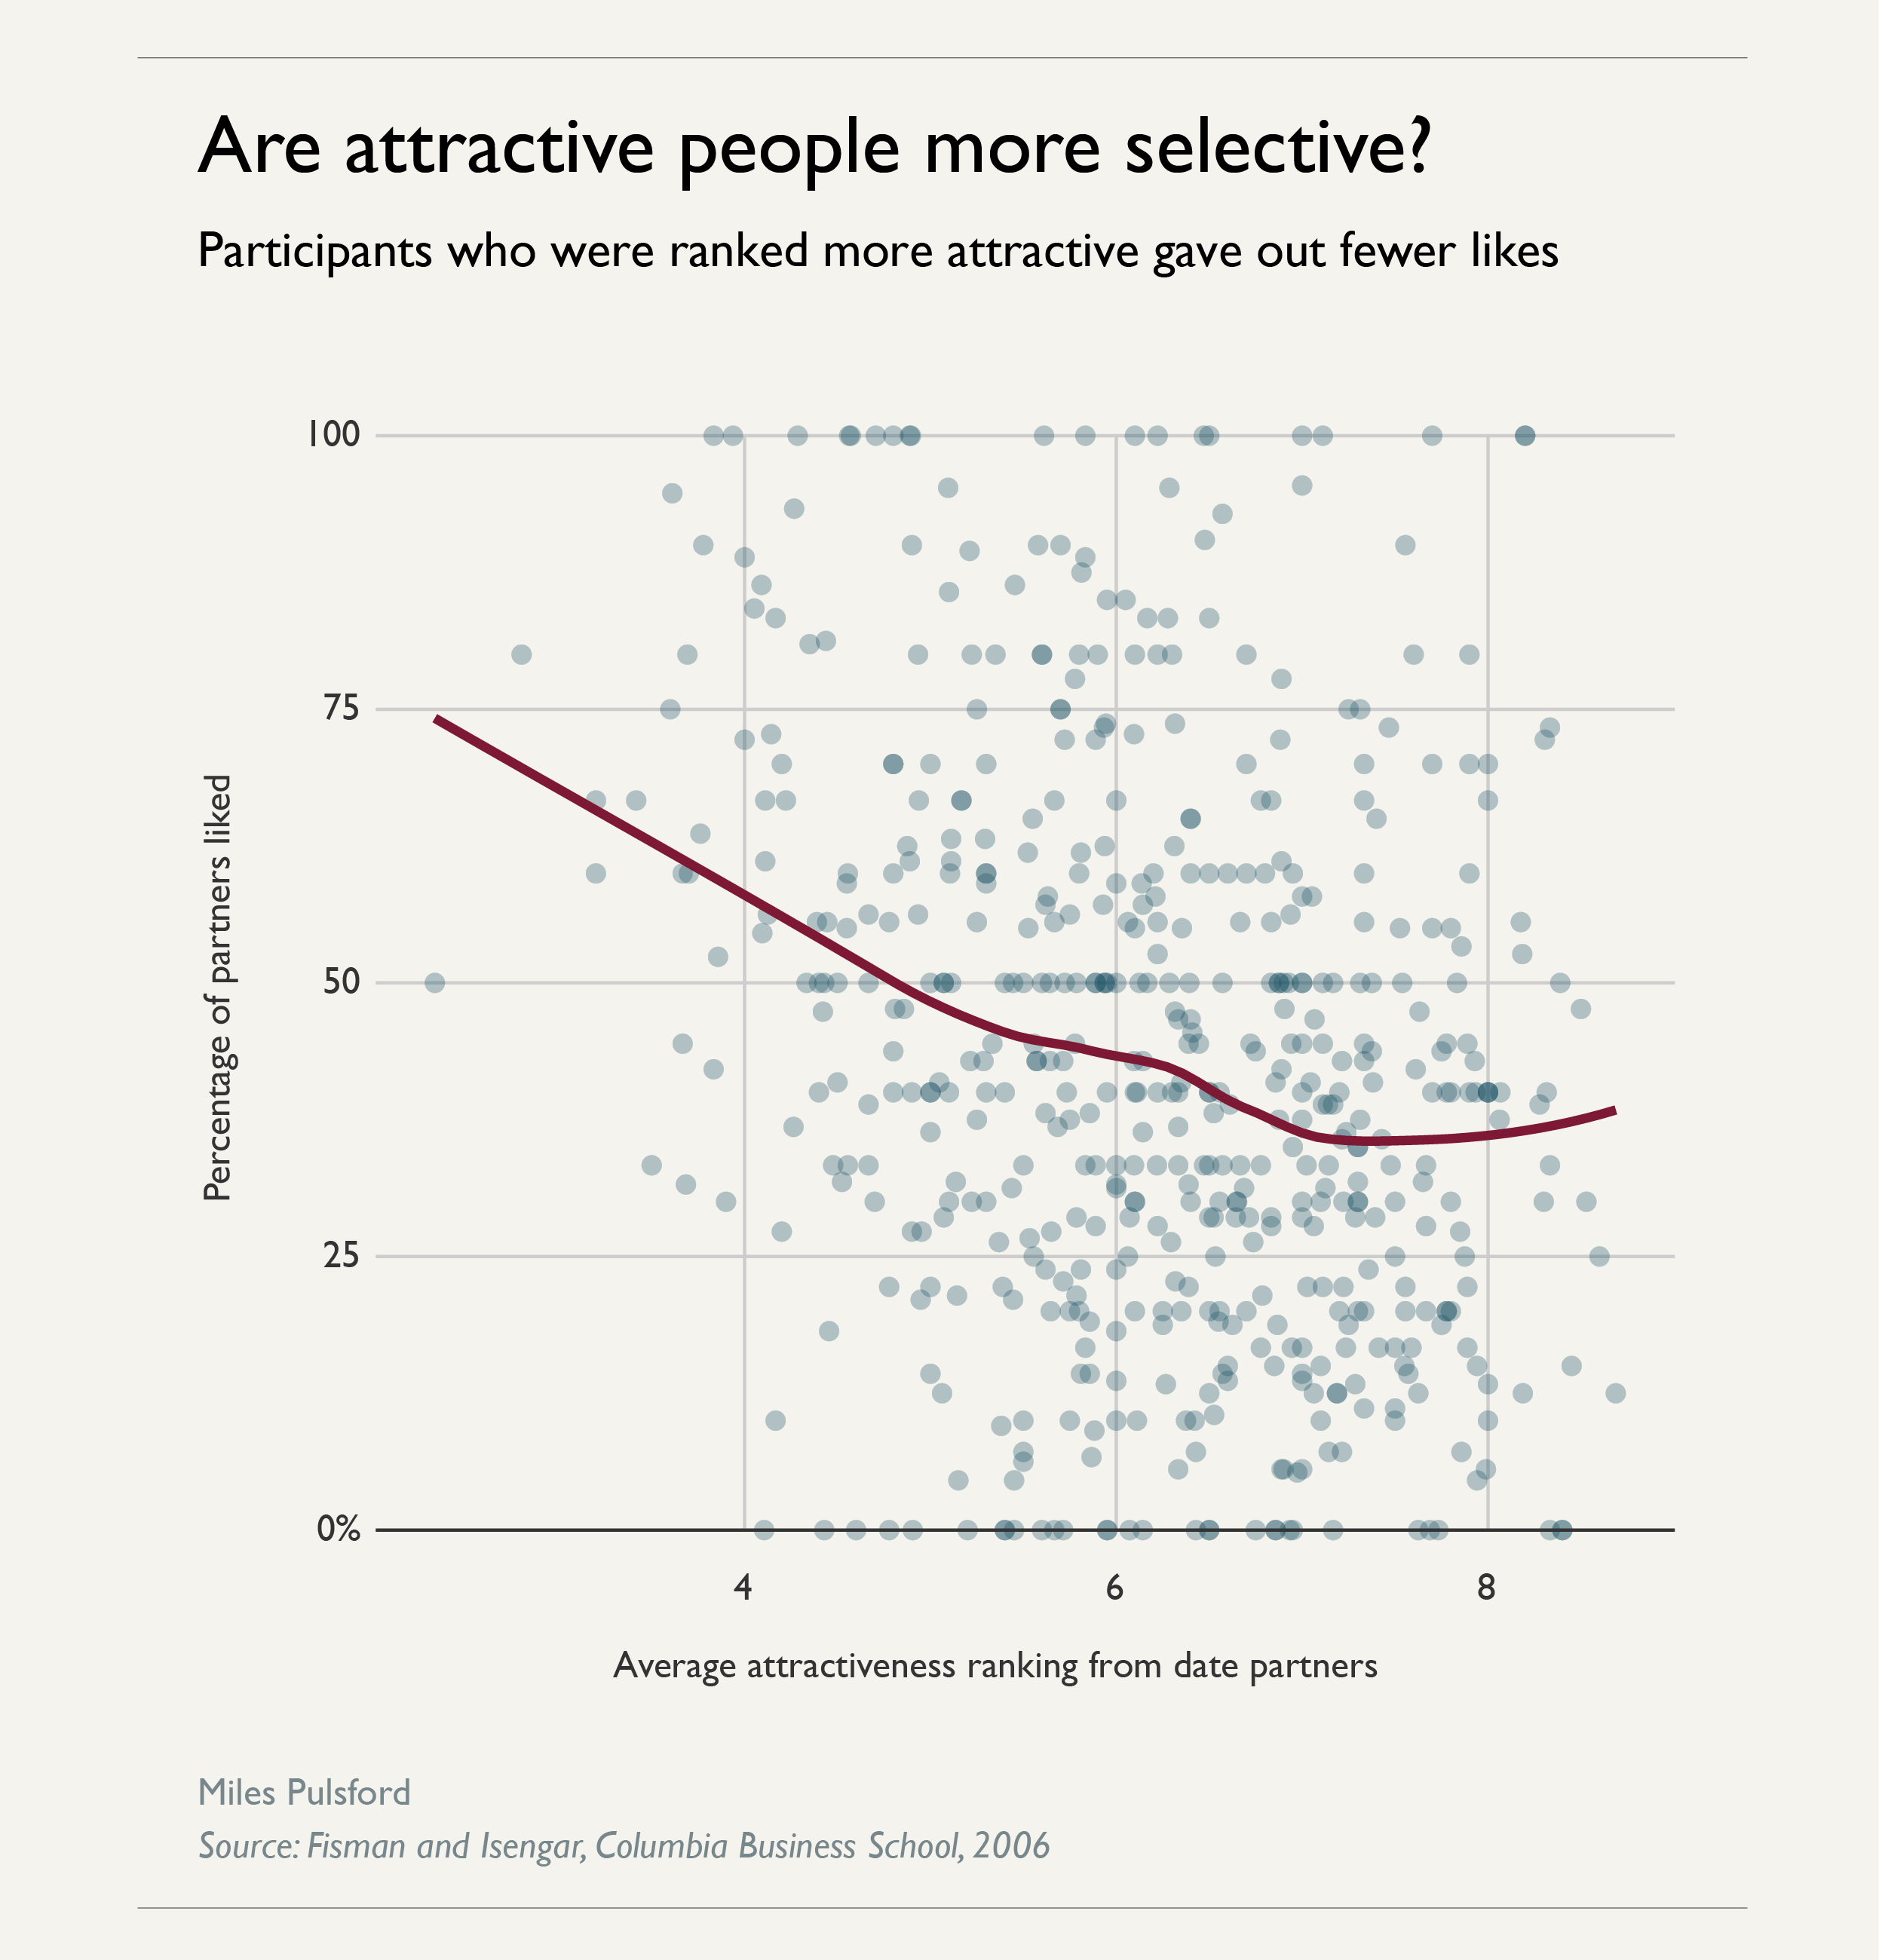 Are attractive people more selective?
Participants who were ranked more attractive gave out fewer likes
100
75
50
25
0%
Percentage of partners liked
4
6
8
Average attractiveness ranking from date partners
Miles Pulsford
Source: Fisman and Isengar, Columbia Business School, 2006